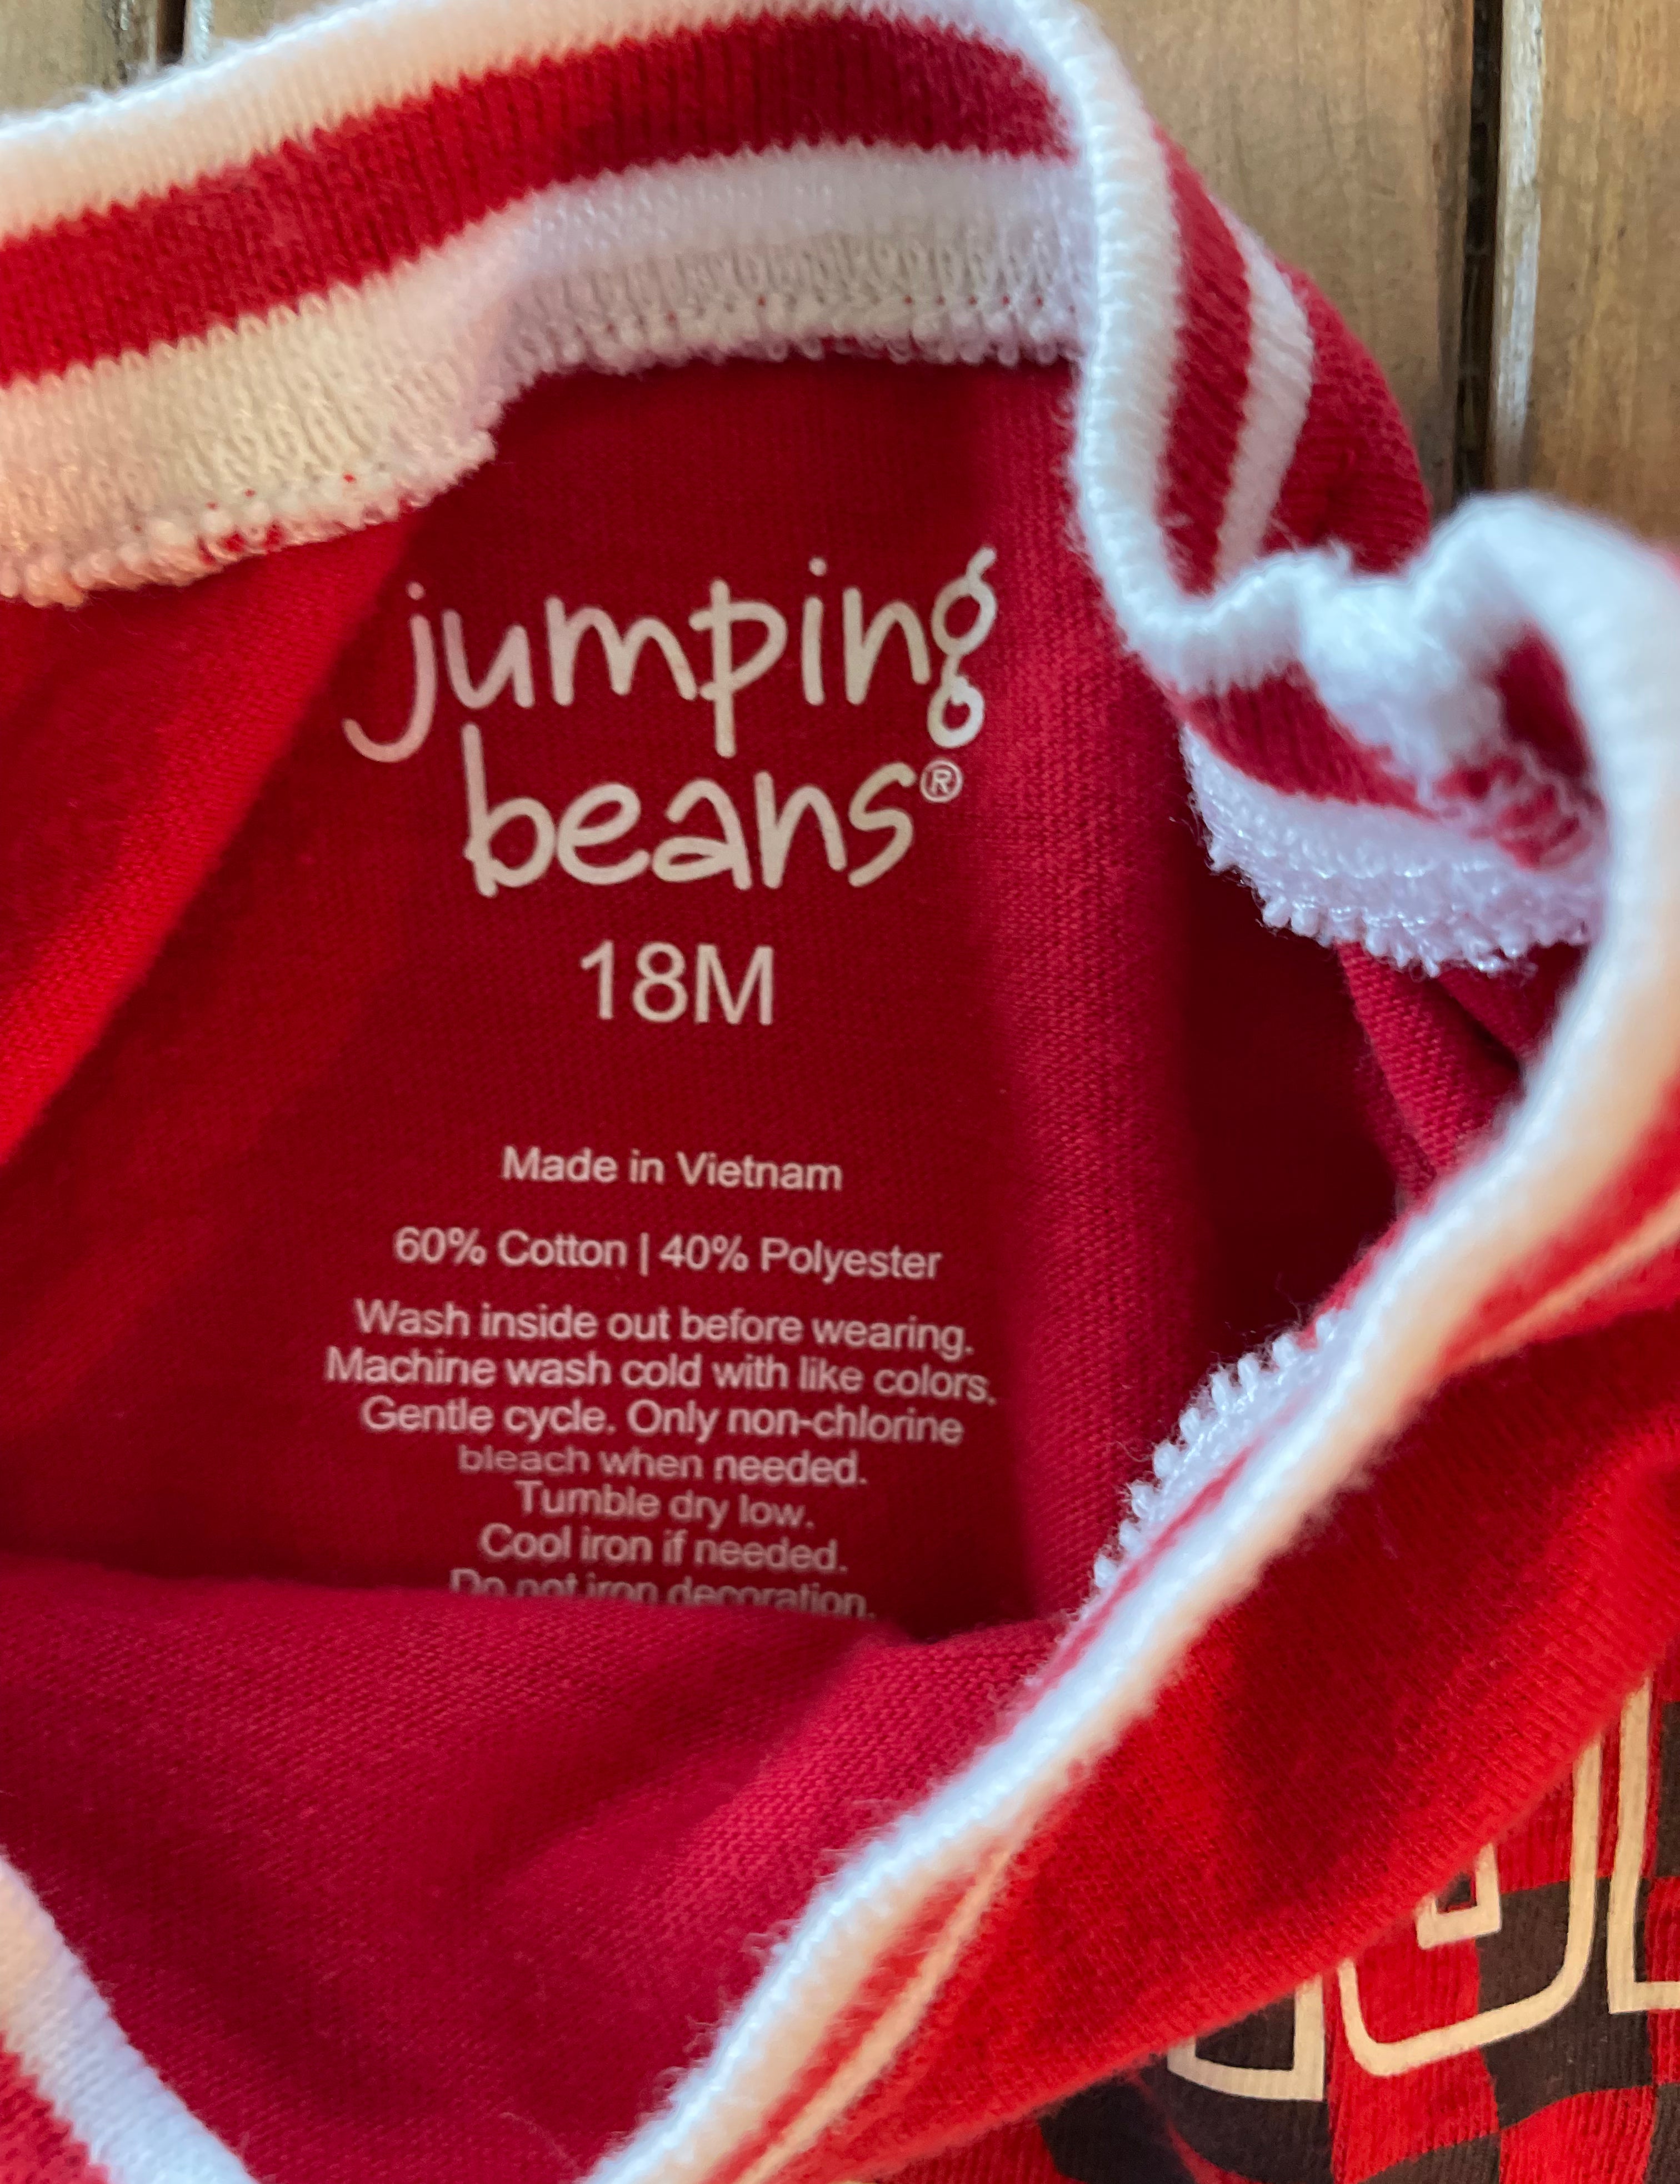 jumping
beans®
18M
Made in Vietnam
60% Cotton | 40% Polyester
Wash inside out before wearing.
Machine wash cold with like colors.
Gentle cycle. Only non-chlorine
bleach when needed.
Tumble dry low.
Cool iron if needed.
Do not iron decoration.